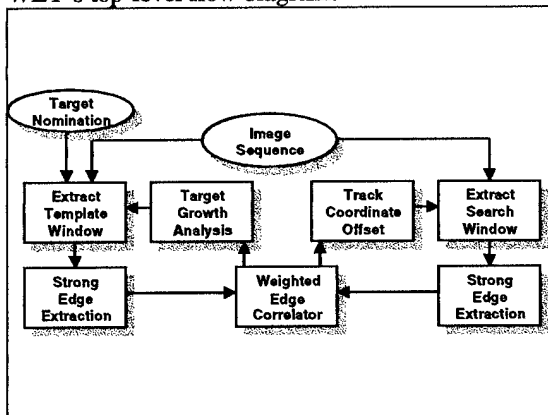 WET's top-level flow diagram.
Target
Nomination
Image
Sequence
Extract
Template
Window
Target
Growth
Analysis
Track
Coordinate
Offset
Extract
Search
Window
Strong
Edge
Extraction
Weighted
Edge
Correlator
Strong
Edge
Extraction